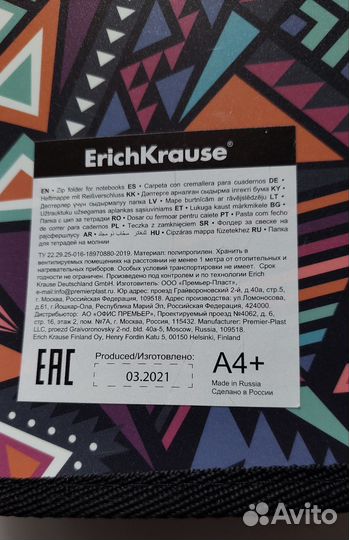 ErichKrause®
EN • Zip folder for notebooks ES • Carpeta con cremallera para cuadernos DE •
Heftmappe mit Reißverschluss KK • Дәптерге арналған сыдырма ілгегі бума KY •
Дептерлер үчүн сыдырмалуу папка LV • Mape burtnīcām ar rāvējslēdzēju LT •
Užtrauktuku užsegamas aplankas sąsiuviniams ET • Lukuga kaust märkmikele BG •
Папка с цип за тетрадки RO • Dosar cu fermoar pentru caiete PT • Pasta com fecho
de correr para cadernos PL • Teczka z zamknięciem SR • Фолдер за свеске на
рајсфершлус AR • HU • Cipzáras mappa füzetekhez RU • Папка
для тетрадей на молнии
ТУ 22.29.25-016-18970880-2019. Материал: полипропилен. Хранить в
вентилируемых помещениях на расстоянии не менее 1 метра от отопительных и
нагревательных приборов. Особых условий транспортировки не имеет. Срок
годности не ограничен. Произведено под контролем и по технологии Erich
Krause Deutschland GmbH. Изготовитель: ООО «Премьер-Пласт»,
юр. адрес: проезд Грайвороновский 2-й, д.40а, стр.5,
г. Москва, Российская Федерация, 109518. Адрес производства: ул.Ломоносова,
д.61, г.Йошкар-Ола, Республика Марий Эл, Российская Федерация, 424000.
Дистрибьютор: АО «ОФИС ПРЕМЬЕР», Проектируемый проезд №4062, д. 6,
стр. 16, этаж 2, пом. №7А, г. Москва, Россия, 115432. Manufacturer: Premier-Plast
LLC, proezd Graivoronovsky 2-nd, bld. 40a-5, Moscow, Russia, 109518.
Erich Krause Finland Oy, Henry Fordin Katu 5, 00150 Helsinki, Finland
info@premierplast.ru, info@erichkrause.com
EAC
Produced/Изготовлено:
03.2021
A4+
Made in Russia
Сделано в России
Avito